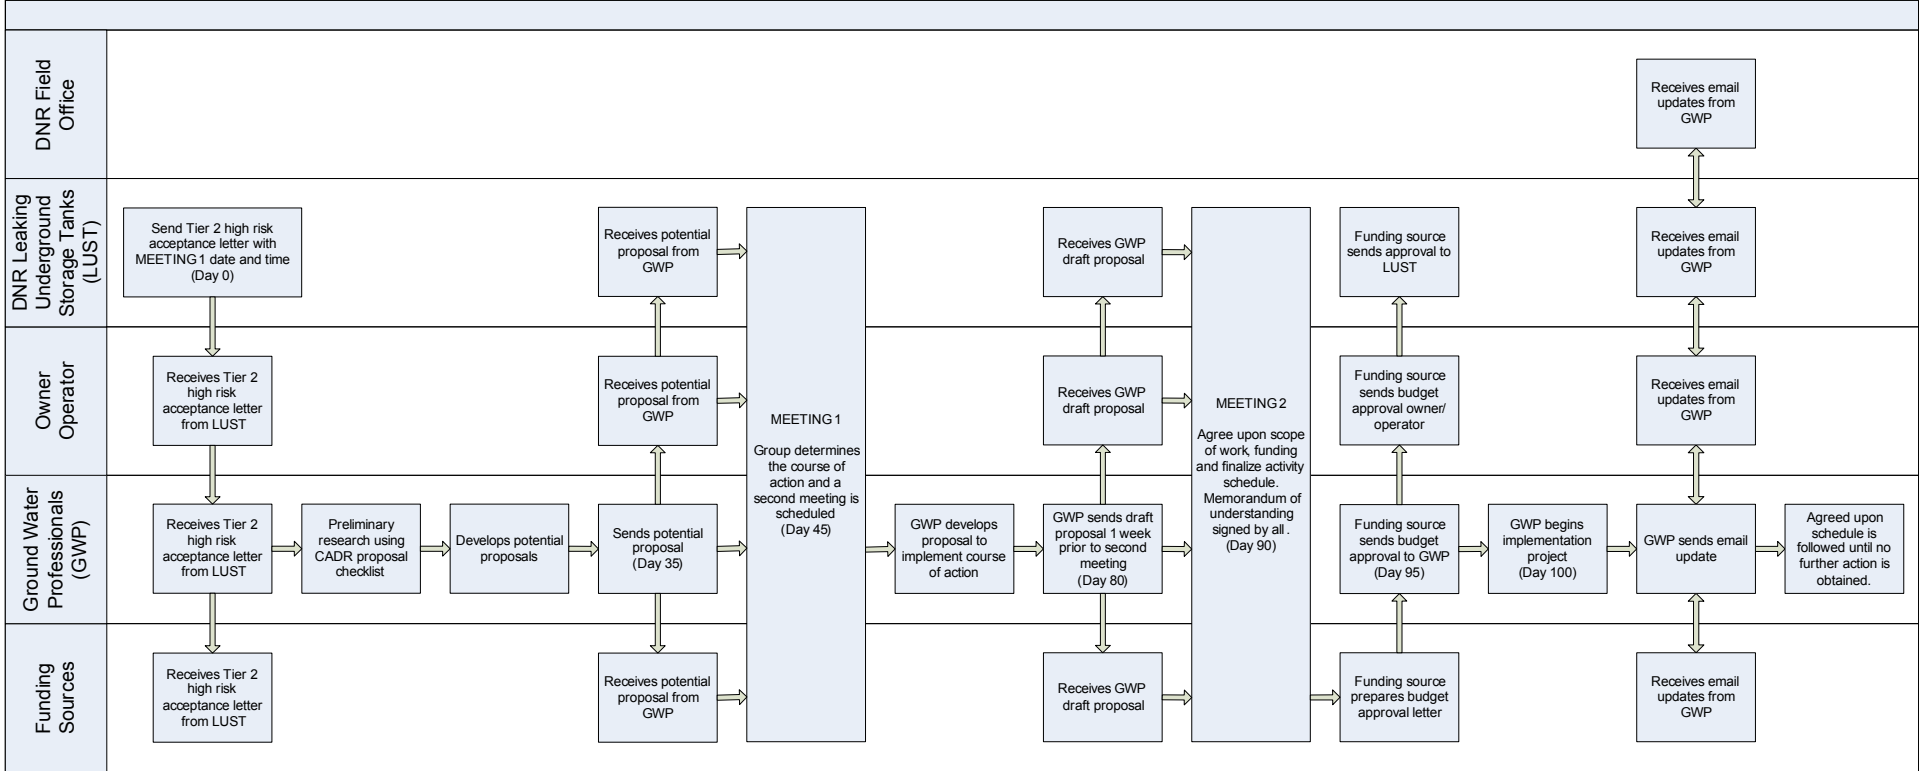 DNR Field
Office
Receives email
updates from
GWP
DNR Leaking
Underground
Storage Tanks
(LUST)
Send Tier 2 high risk
acceptance letter with
MEETING 1 date and time
(Day 0)
Receives potential
proposal from
GWP
Receives GWP
draft proposal
Funding source
sends approval to
LUST
Receives email
updates from
GWP
Owner
Operator
Receives Tier 2
high risk
acceptance letter
from LUST
Receives potential
proposal from
GWP
MEETING 1
Group determines
the course of
action and a
second meeting is
scheduled
(Day 45)
Receives GWP
draft proposal
MEETING 2
Agree upon scope
of work, funding
and finalize activity
schedule.
Memorandum of
understanding
signed by all .
(Day 90)
Funding source
sends budget
approval owner/
operator
Receives email
updates from
GWP
Ground Water
Professionals
(GWP)
Receives Tier 2
high risk
acceptance letter
from LUST
Preliminary
research using
CADR proposal
checklist
Develops potential
proposals
Sends potential
proposal
(Day 35)
GWP develops
proposal to
implement course
of action
GWP sends draft
proposal 1 week
prior to second
meeting
(Day 80)
Funding source
sends budget
approval to GWP
(Day 95)
GWP begins
implementation
project
(Day 100)
GWP sends email
update
Agreed upon
schedule is
followed until no
further action is
obtained.
Funding
Sources
Receives Tier 2
high risk
acceptance letter
from LUST
Receives potential
proposal from
GWP
Receives GWP
draft proposal
Funding source
prepares budget
approval letter
Receives email
updates from
GWP